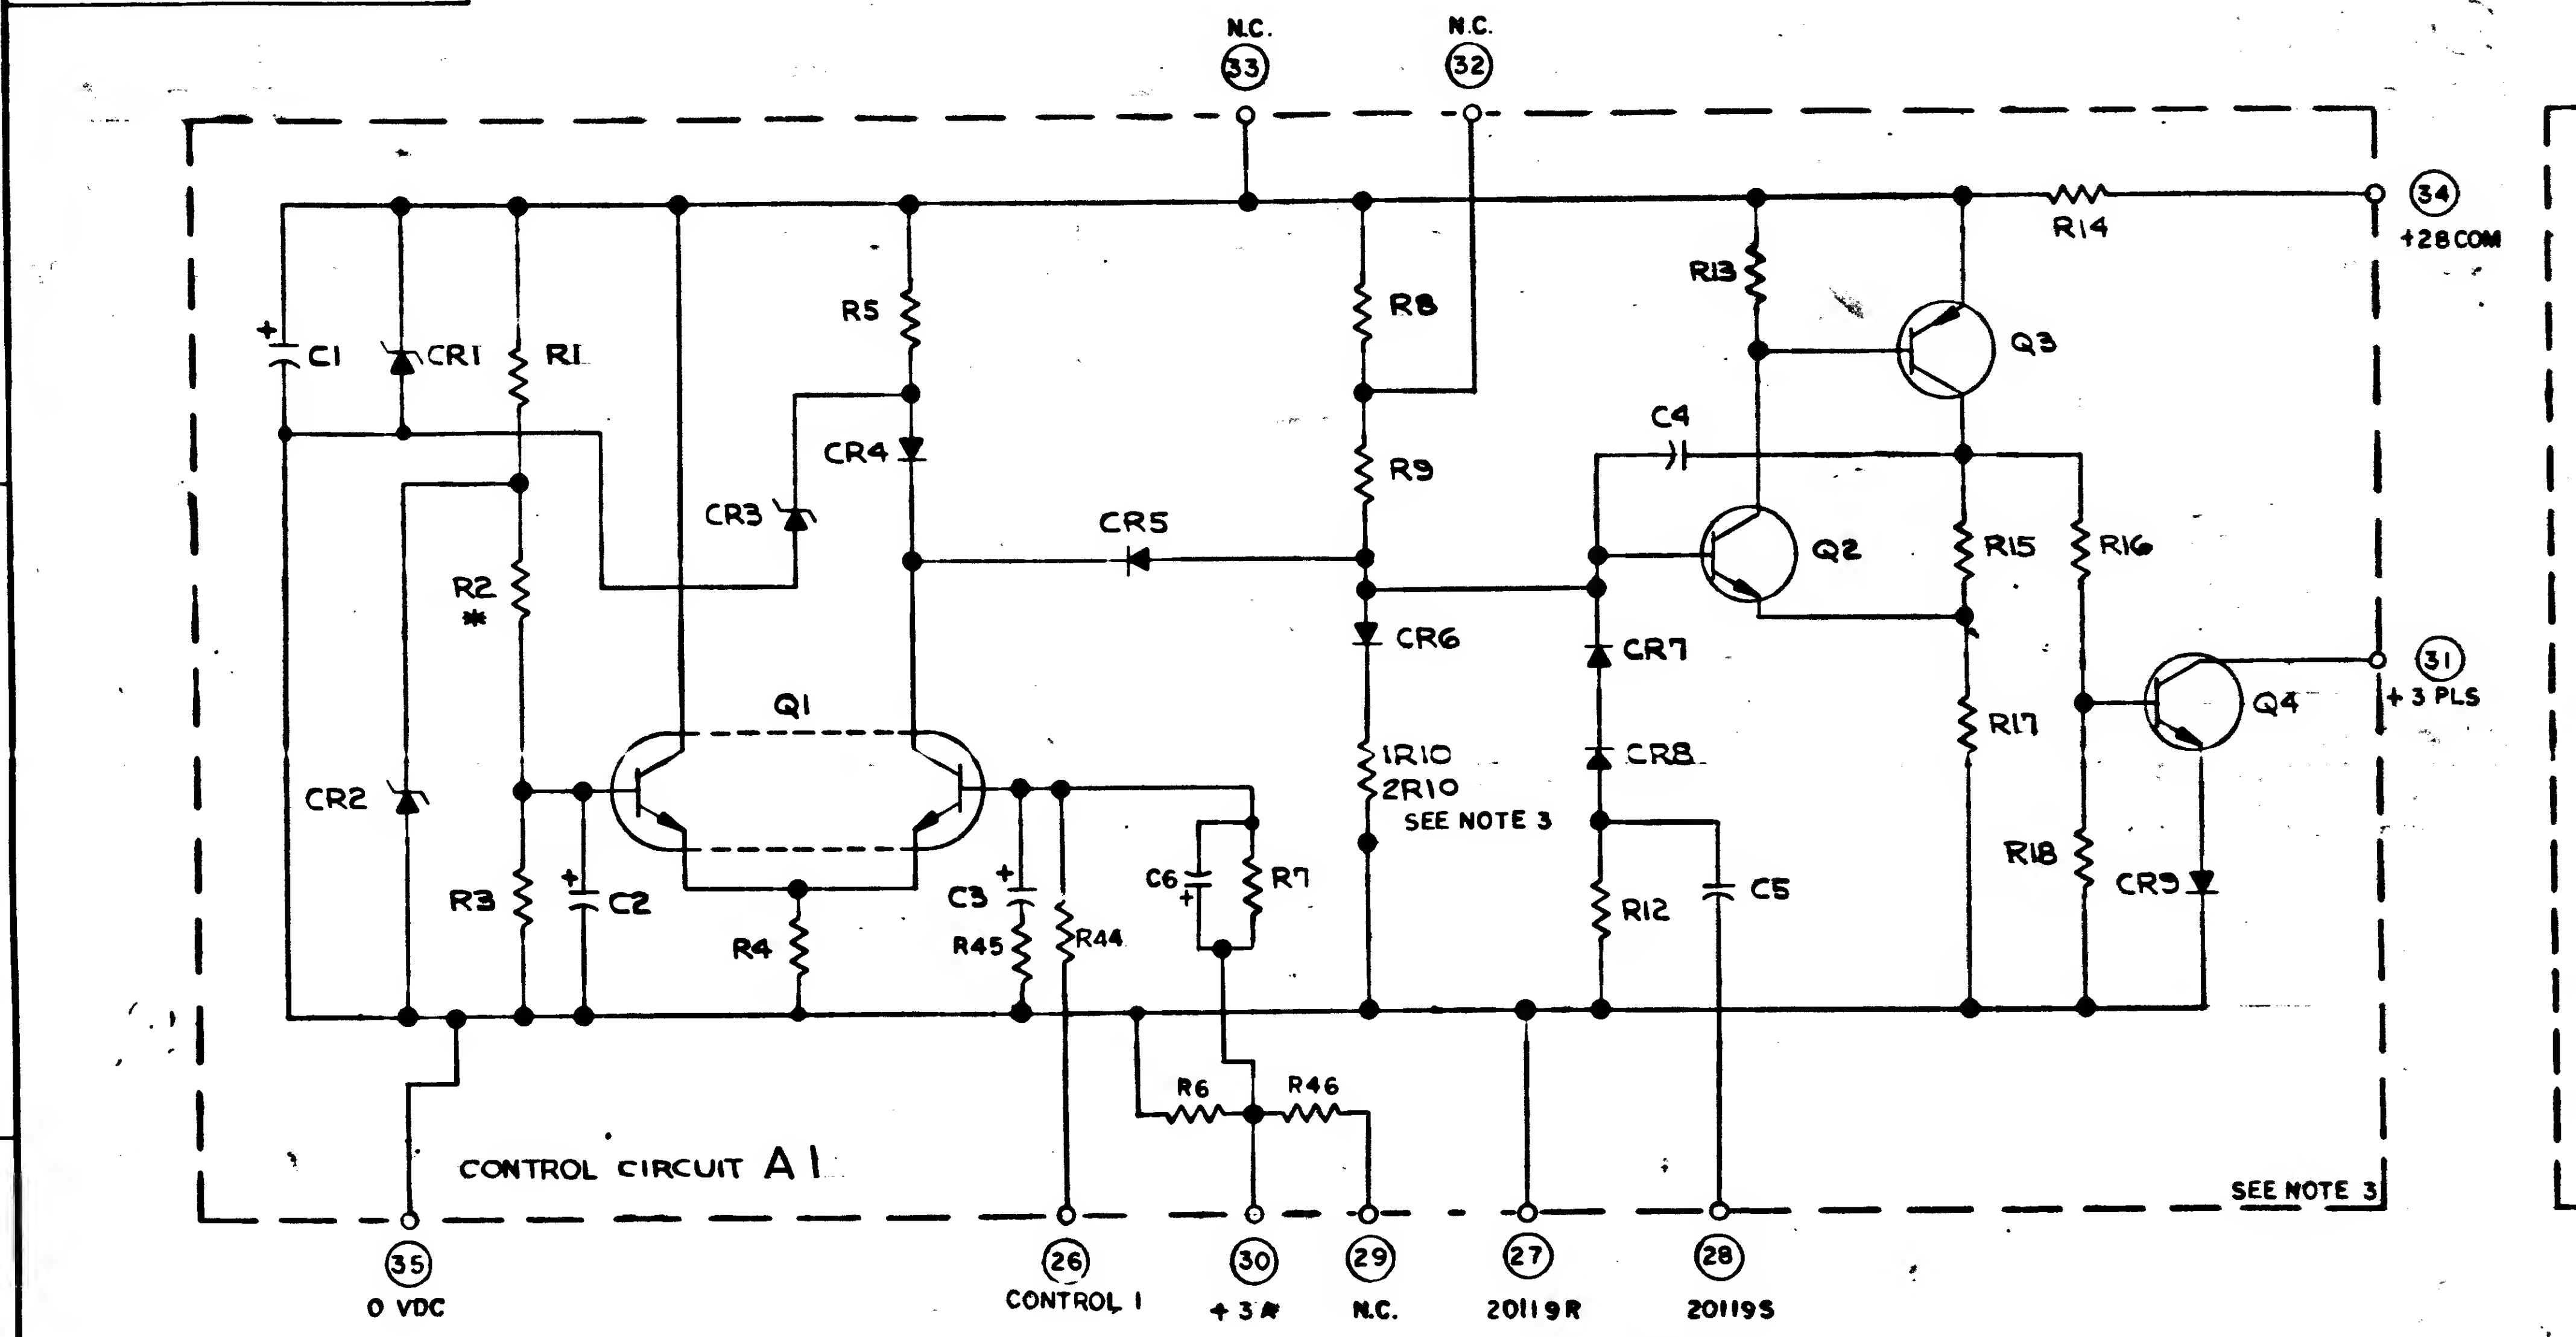 N.C.
33
N.C.
32
34
+28 COM
R14
R13
R5
R8
Q3
+
C1
CR1
R1
C4
CR4
R9
CR3
CR5
Q2
R15
R16
R2
*
CR6
CR7
31
+3 PLS
Q1
R17
Q4
CR2
1R10
2R10
SEE NOTE 3
CR8
R3
+
C2
R4
+
C3
R45
R44
C6
+
R7
R12
C5
R18
CR9
R6
R46
CONTROL CIRCUIT A1
SEE NOTE 3
35
0 VDC
26
CONTROL 1
30
+3
29
N.C.
27
20119R
28
20119S